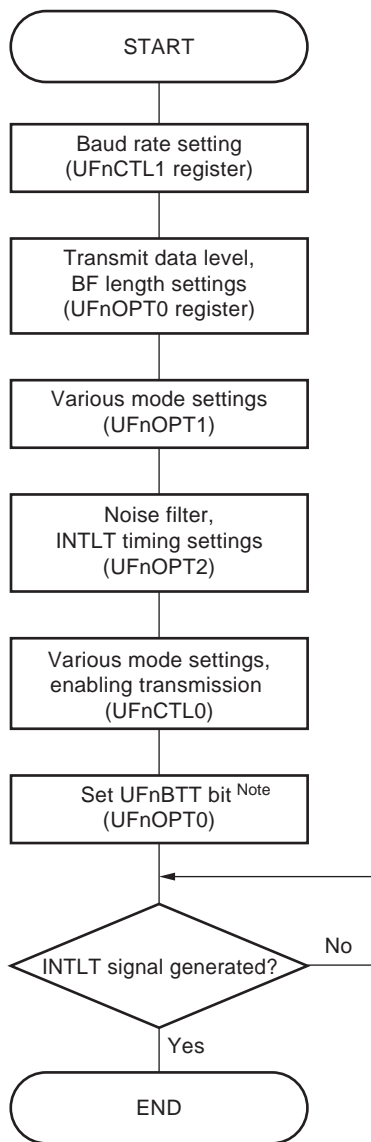 START
Baud rate setting
(UFnCTL1 register)
Transmit data level,
BF length settings
(UFnOPT0 register)
Various mode settings
(UFnOPT1)
Noise filter,
INTLT timing settings
(UFnOPT2)
Various mode settings,
enabling transmission
(UFnCTL0)
Set UFnBTT bit Note
(UFnOPT0)
INTLT signal generated?
No
Yes
END